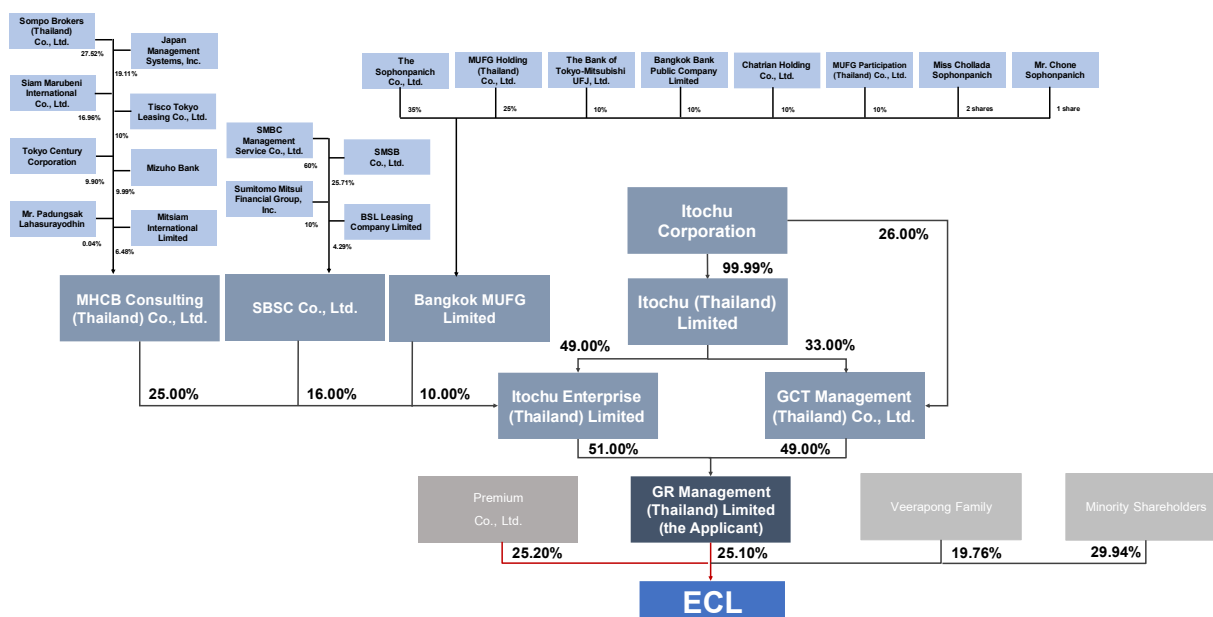 Sompo Brokers
(Thailand)
Co., Ltd.
27.52%
Japan
Management
Systems, Inc.
19.11%
Siam Marubeni
International
Co., Ltd.
16.96%
Tisco Tokyo
Leasing Co., Ltd.
10%
Tokyo Century
Corporation
9.90%
Mizuho Bank
9.99%
Mr. Padungsak
Lahasurayodhin
0.04%
Mitsiam
International
Limited
6.48%
SMBC
Management
Service Co., Ltd.
60%
SMSB
Co., Ltd.
25.71%
Sumitomo Mitsui
Financial Group,
Inc.
10%
BSL Leasing
Company Limited
4.29%
The
Sophonpanich
Co., Ltd.
35%
MUFG Holding
(Thailand)
Co., Ltd.
25%
The Bank of
Tokyo-Mitsubishi
UFJ, Ltd.
10%
Bangkok Bank
Public Company
Limited
10%
Chatrian Holding
Co., Ltd.
10%
MUFG Participation
(Thailand) Co., Ltd.
10%
Miss Chollada
Sophonpanich
2 shares
Mr. Chone
Sophonpanich
1 share
Itochu
Corporation
26.00%
99.99%
MHCB Consulting
(Thailand) Co., Ltd.
SBSC Co., Ltd.
Bangkok MUFG
Limited
Itochu (Thailand)
Limited
49.00%
33.00%
25.00%
16.00%
10.00%
Itochu Enterprise
(Thailand) Limited
GCT Management
(Thailand) Co., Ltd.
51.00%
49.00%
Premium
Co., Ltd.
GR Management
(Thailand) Limited
(the Applicant)
Veerapong Family
Minority Shareholders
25.20%
25.10%
19.76%
29.94%
ECL